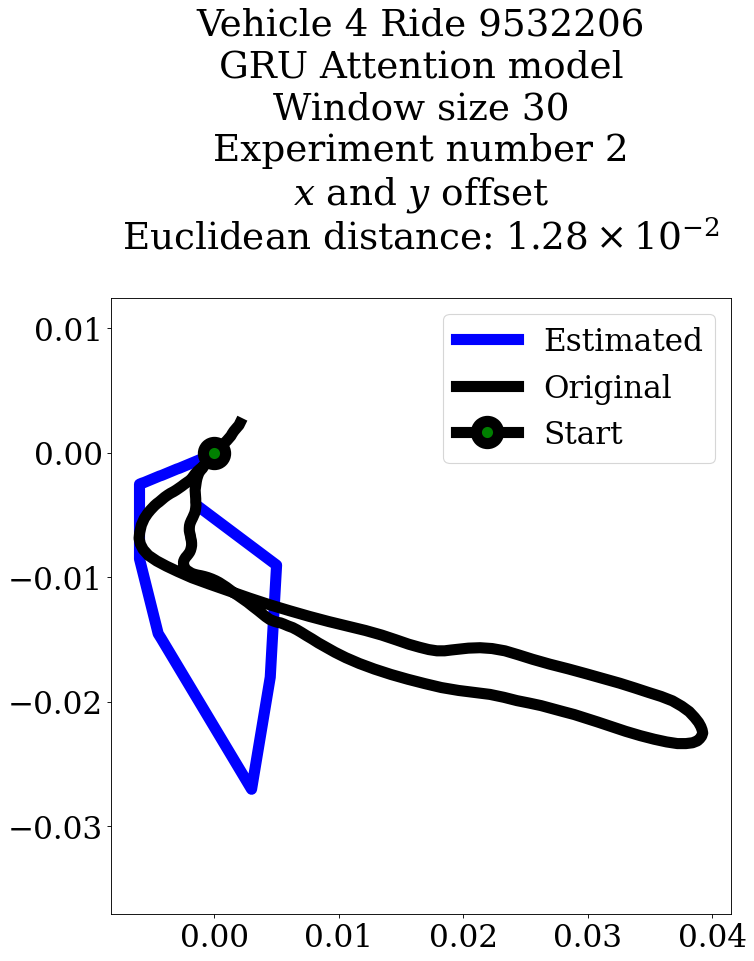 Vehicle 4 Ride 9532206
GRU Attention model
Window size 30
Experiment number 2
x and y offset
Euclidean distance: 1.28 × 10⁻²
Estimated
Original
Start
0.01
0.00
−0.01
−0.02
−0.03
0.00 0.01 0.02 0.03 0.04